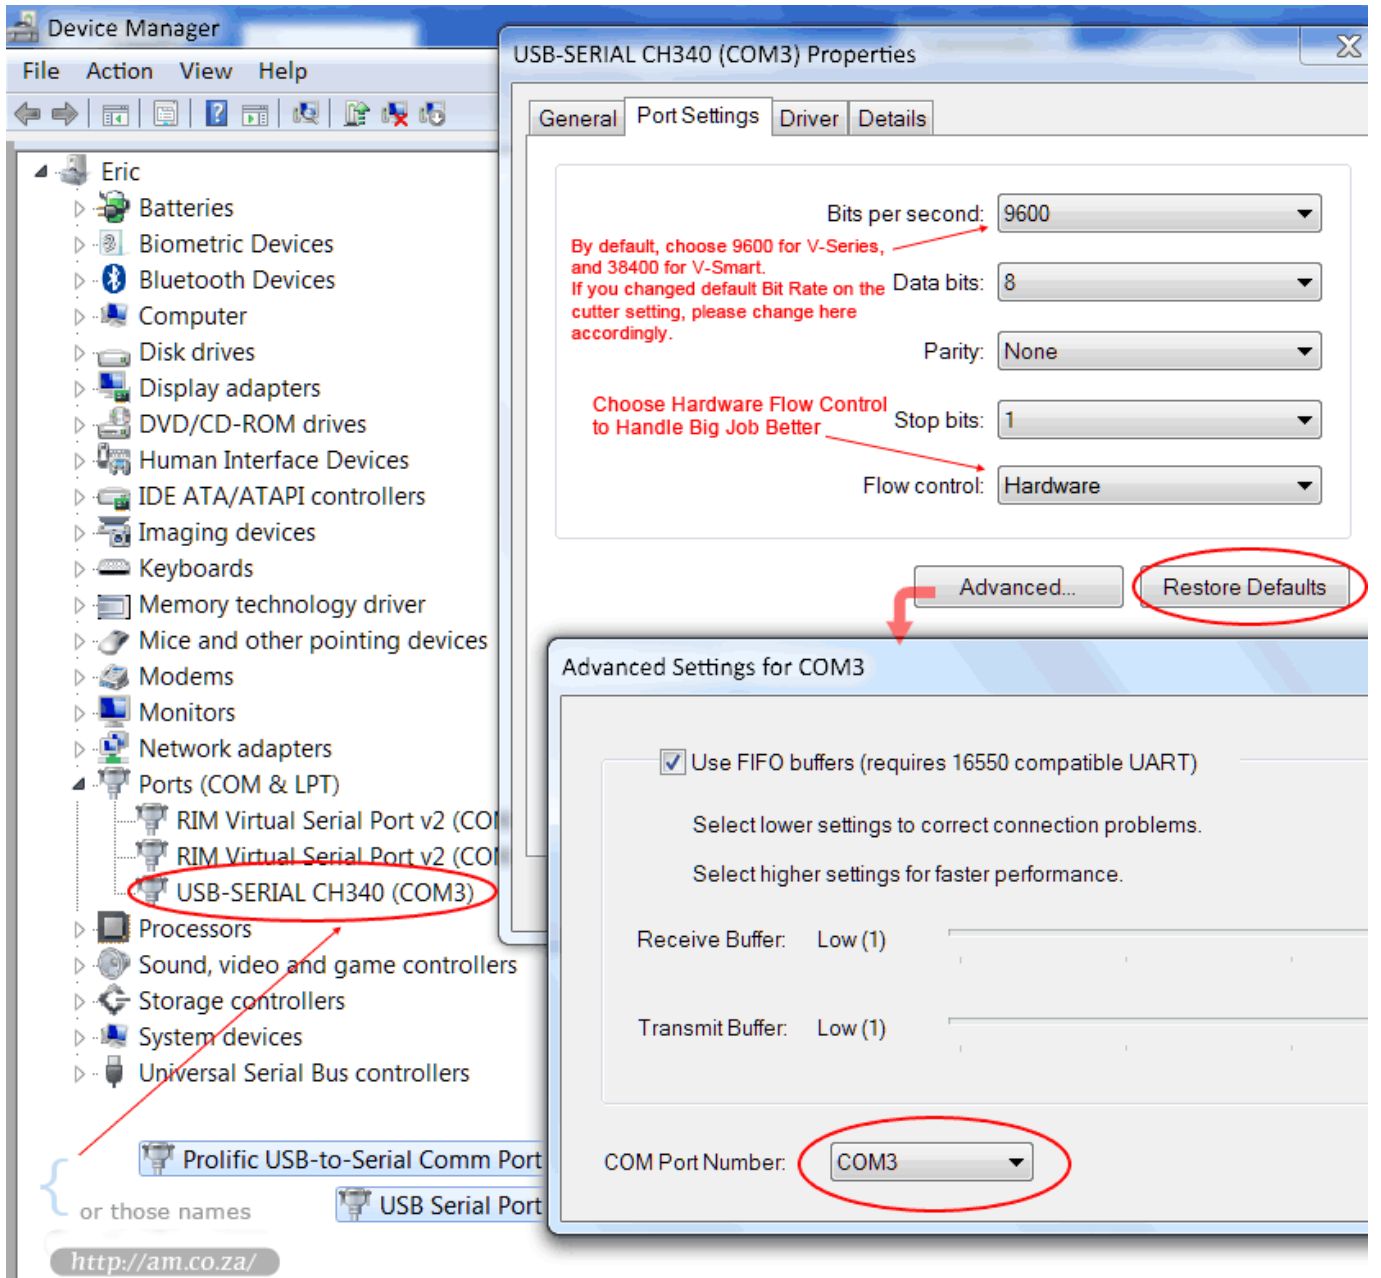 Device Manager
File Action View Help
Eric
Batteries
Biometric Devices
Bluetooth Devices
Computer
Disk drives
Display adapters
DVD/CD-ROM drives
Human Interface Devices
IDE ATA/ATAPI controllers
Imaging devices
Keyboards
Memory technology driver
Mice and other pointing devices
Modems
Monitors
Network adapters
Ports (COM & LPT)
RIM Virtual Serial Port v2 (CO
RIM Virtual Serial Port v2 (CO
USB-SERIAL CH340 (COM3)
Processors
Sound, video and game controllers
Storage controllers
System devices
Universal Serial Bus controllers
Prolific USB-to-Serial Comm Port
USB Serial Port
or those names
http://am.co.za/
USB-SERIAL CH340 (COM3) Properties
General Port Settings Driver Details
Bits per second: 9600
By default, choose 9600 for V-Series,
and 38400 for V-Smart.
If you changed default Bit Rate on the
cutter setting, please change here
accordingly.
Data bits: 8
Parity: None
Choose Hardware Flow Control
to Handle Big Job Better
Stop bits: 1
Flow control: Hardware
Advanced... Restore Defaults
Advanced Settings for COM3
Use FIFO buffers (requires 16550 compatible UART)
Select lower settings to correct connection problems.
Select higher settings for faster performance.
Receive Buffer: Low (1)
Transmit Buffer: Low (1)
COM Port Number: COM3